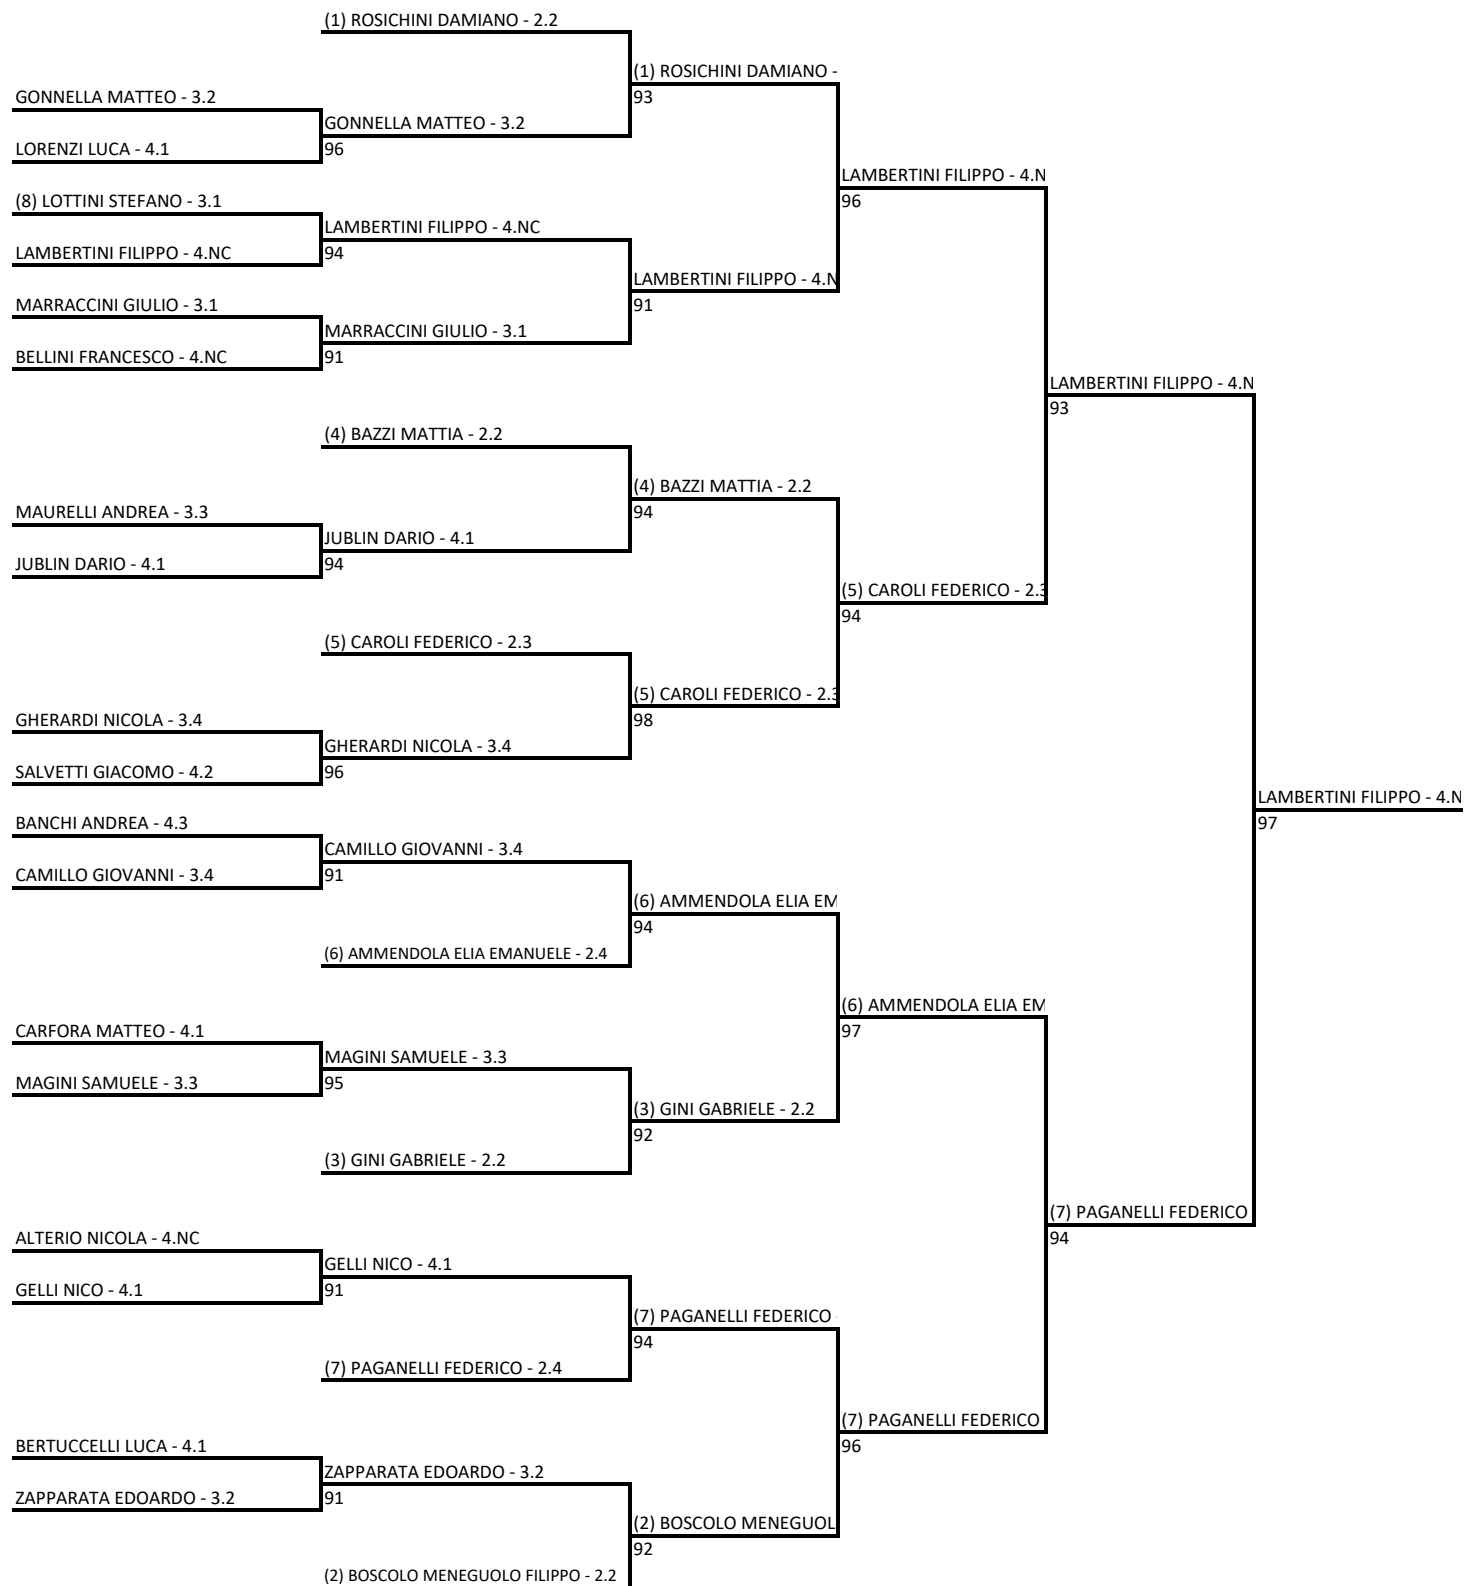 (1) ROSICHINI DAMIANO - 2.2
(1) ROSICHINI DAMIANO -
93
GONNELLA MATTEO - 3.2
GONNELLA MATTEO - 3.2
96
LORENZI LUCA - 4.1
LAMBERTINI FILIPPO - 4.N
96
(8) LOTTINI STEFANO - 3.1
LAMBERTINI FILIPPO - 4.NC
94
LAMBERTINI FILIPPO - 4.NC
LAMBERTINI FILIPPO - 4.N
91
MARRACCINI GIULIO - 3.1
MARRACCINI GIULIO - 3.1
91
BELLINI FRANCESCO - 4.NC
LAMBERTINI FILIPPO - 4.N
93
(4) BAZZI MATTIA - 2.2
(4) BAZZI MATTIA - 2.2
94
MAURELLI ANDREA - 3.3
JUBLIN DARIO - 4.1
94
JUBLIN DARIO - 4.1
(5) CAROLI FEDERICO - 2.3
94
(5) CAROLI FEDERICO - 2.3
(5) CAROLI FEDERICO - 2.3
98
GHERARDI NICOLA - 3.4
GHERARDI NICOLA - 3.4
96
SALVETTI GIACOMO - 4.2
LAMBERTINI FILIPPO - 4.N
97
BANCHI ANDREA - 4.3
CAMILLO GIOVANNI - 3.4
91
CAMILLO GIOVANNI - 3.4
(6) AMMENDOLA ELIA EM
94
(6) AMMENDOLA ELIA EMANUELE - 2.4
(6) AMMENDOLA ELIA EM
97
CARFORA MATTEO - 4.1
MAGINI SAMUELE - 3.3
95
MAGINI SAMUELE - 3.3
(3) GINI GABRIELE - 2.2
92
(3) GINI GABRIELE - 2.2
(7) PAGANELLI FEDERICO
94
ALTERIO NICOLA - 4.NC
GELLI NICO - 4.1
91
GELLI NICO - 4.1
(7) PAGANELLI FEDERICO
94
(7) PAGANELLI FEDERICO - 2.4
(7) PAGANELLI FEDERICO
96
BERTUCCELLI LUCA - 4.1
ZAPPARATA EDOARDO - 3.2
91
ZAPPARATA EDOARDO - 3.2
(2) BOSCOLO MENEGUOL
92
(2) BOSCOLO MENEGUOLO FILIPPO - 2.2